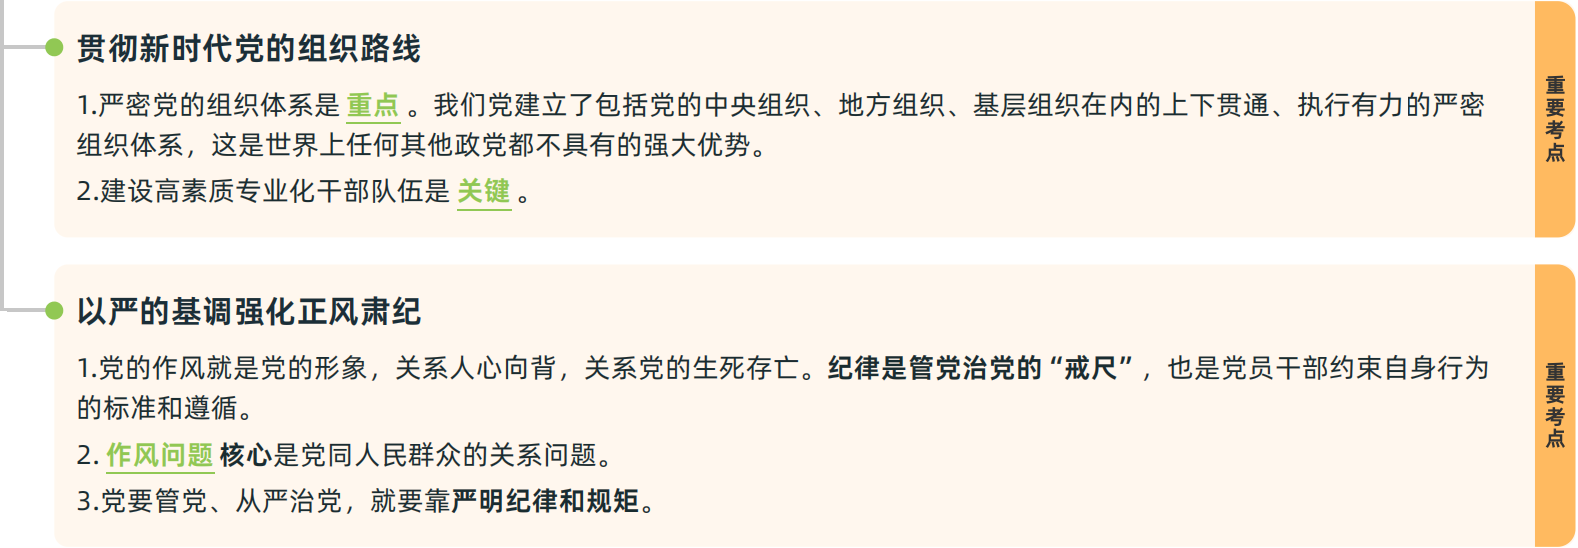 贯彻新时代党的组织路线
1.严密党的组织体系是 重点 。我们党建立了包括党的中央组织、地方组织、基层组织在内的上下贯通、执行有力的严密
组织体系，这是世界上任何其他政党都不具有的强大优势。
2.建设高素质专业化干部队伍是 关键 。
重要考点
以严的基调强化正风肃纪
1.党的作风就是党的形象，关系人心向背，关系党的生死存亡。纪律是管党治党的“戒尺”，也是党员干部约束自身行为
的标准和遵循。
2. 作风问题 核心是党同人民群众的关系问题。
3.党要管党、从严治党，就要靠严明纪律和规矩。
重要考点